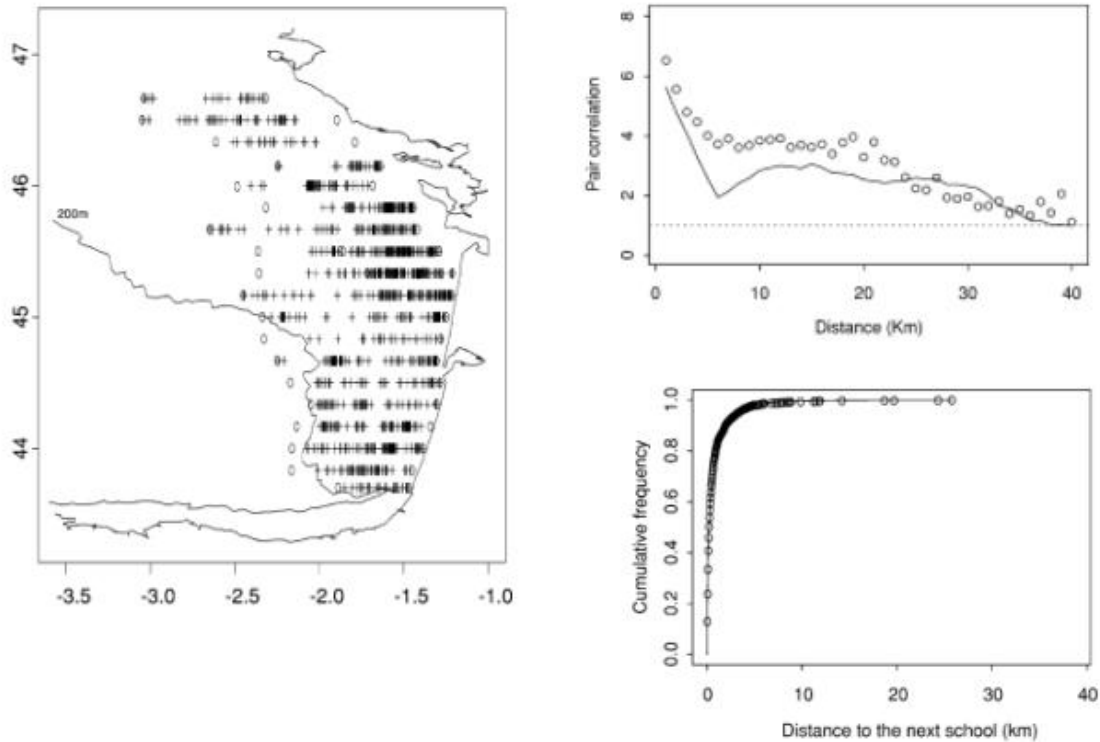 47
46
45
44
200m
-3.5 -3.0 -2.5 -2.0 -1.5 -1.0
Pair correlation
8
6
4
2
0
0 10 20 30 40
Distance (Km)
Cumulative frequency
1.0
0.8
0.6
0.4
0.2
0.0
0 10 20 30 40
Distance to the next school (km)